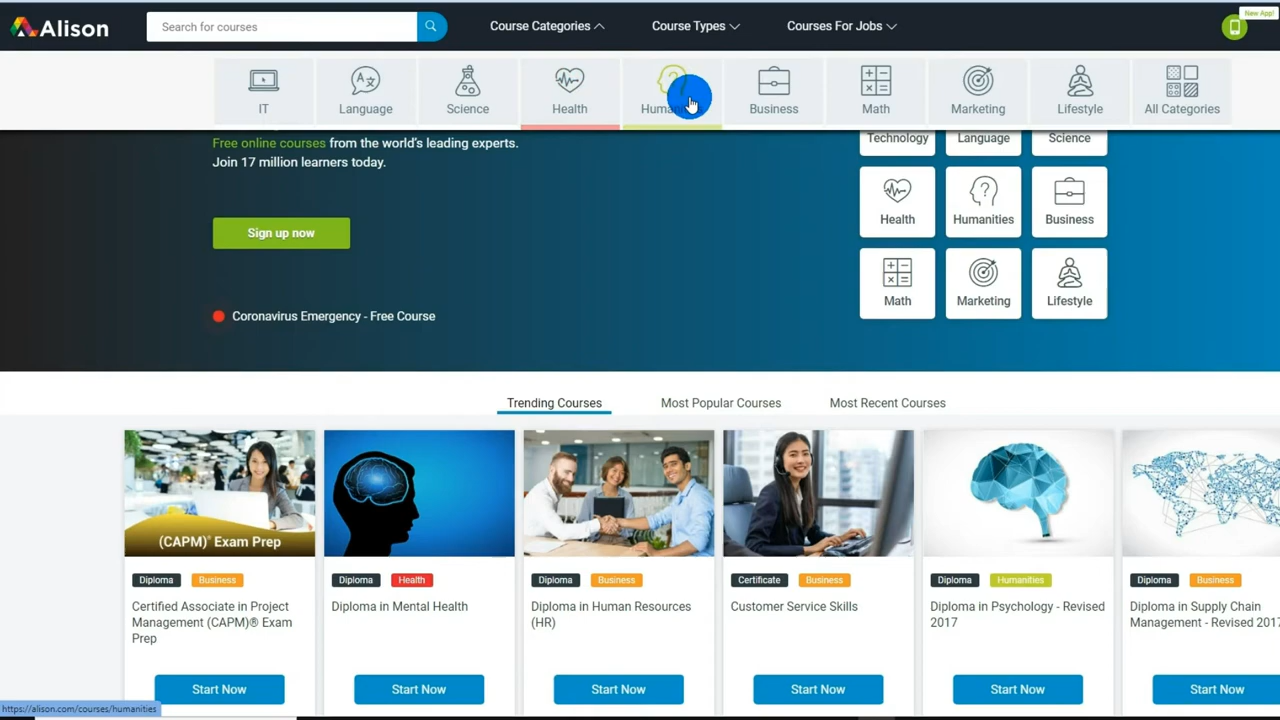 Alison
Search for courses
Course Categories
Course Types
Courses For Jobs
New App!
IT
Language
Science
Health
Business
Math
Marketing
Lifestyle
All Categories
Free online courses from the world's leading experts.
Join 17 million learners today.
Sign up now
Coronavirus Emergency - Free Course
Technology
Language
Science
Health
Humanities
Business
Math
Marketing
Lifestyle
Trending Courses
Most Popular Courses
Most Recent Courses
(CAPM)® Exam Prep
Diploma Business
Certified Associate in Project
Management (CAPM)® Exam
Prep
Start Now
Diploma Health
Diploma in Mental Health
Start Now
Diploma Business
Diploma in Human Resources
(HR)
Start Now
Certificate Business
Customer Service Skills
Start Now
Diploma Humanities
Diploma in Psychology - Revised
2017
Start Now
Diploma Business
Diploma in Supply Chain
Management - Revised 2017
Start Now
https://alison.com/courses/humanities